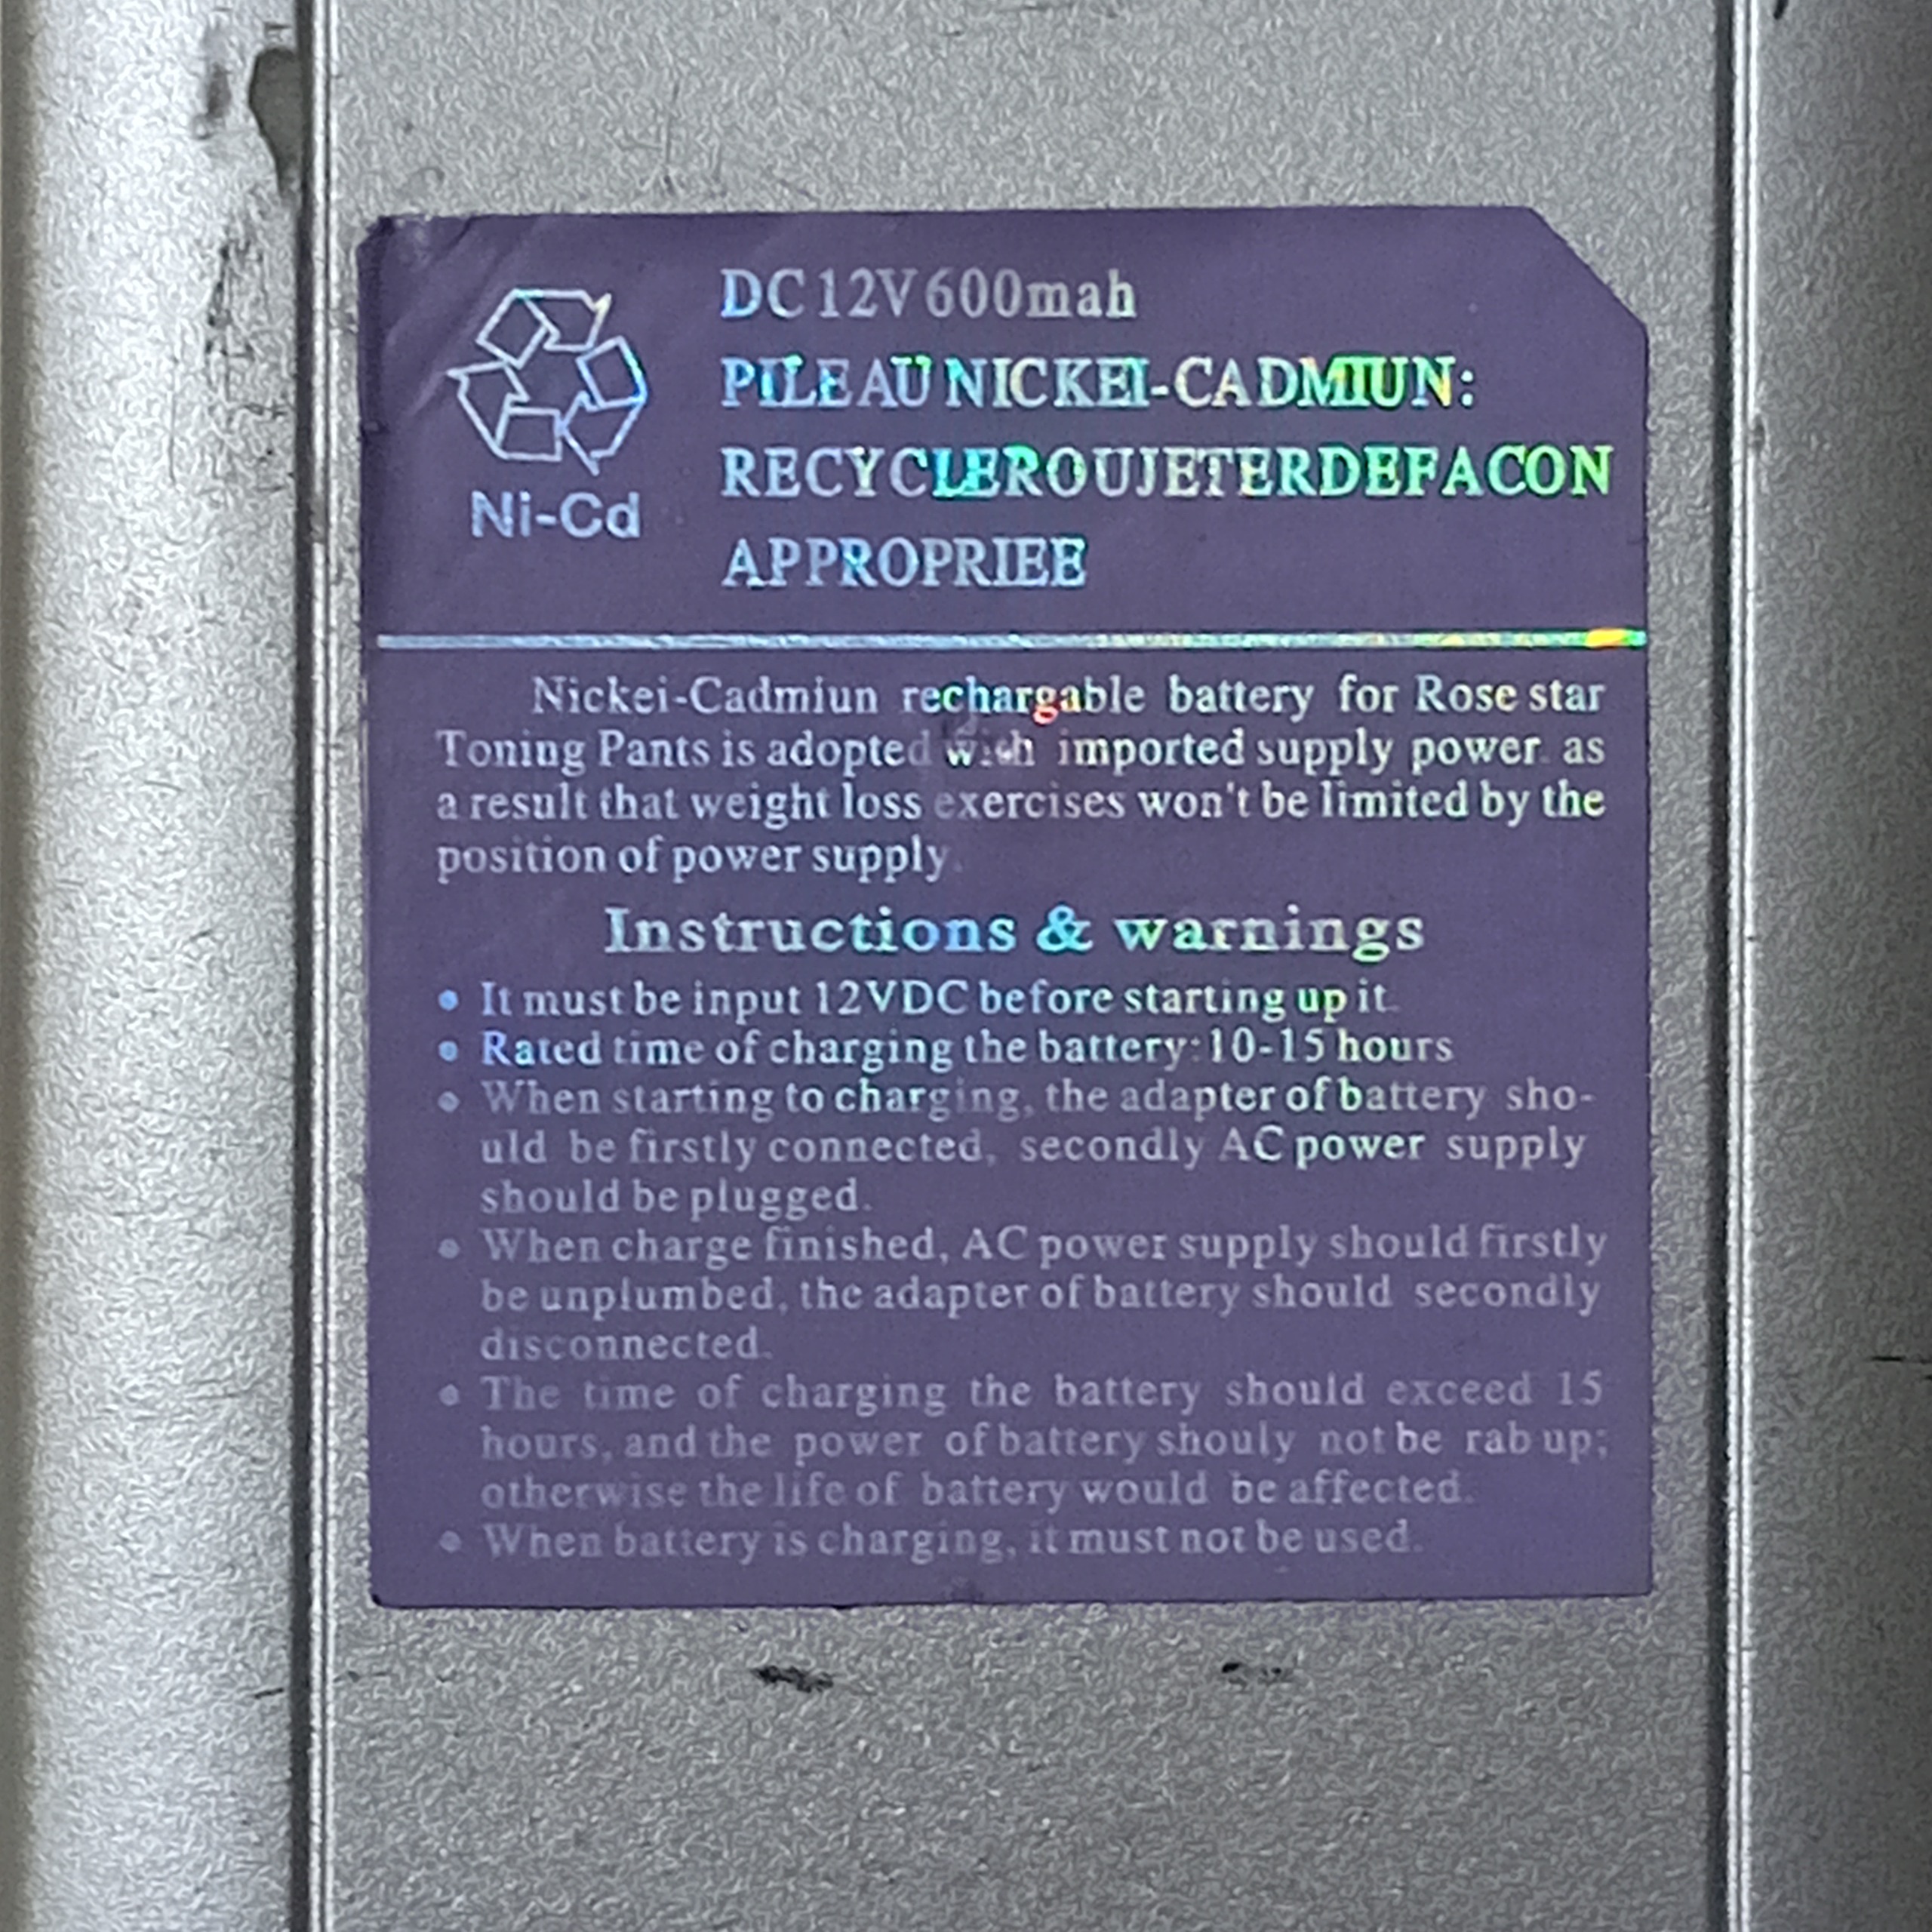 DC 12V 600mah
PILE AU NICKEI-CADMIUN:
RECYCLEROUJETERDEFACON
APPROPRIEE
Ni-Cd
Nickei-Cadmiun rechargable battery for Rose star
Toning Pants is adopted with imported supply power. as
a result that weight loss exercises won't be limited by the
position of power supply.
Instructions & warnings
• It must be input 12VDC before starting up it.
• Rated time of charging the battery: 10-15 hours
• When starting to charging, the adapter of battery sho-
uld be firstly connected, secondly AC power supply
should be plugged.
• When charge finished, AC power supply should firstly
be unplumbed, the adapter of battery should secondly
disconnected.
• The time of charging the battery should exceed 15
hours, and the power of battery shouly not be rab up;
otherwise the life of battery would be affected.
• When battery is charging, it must not be used.